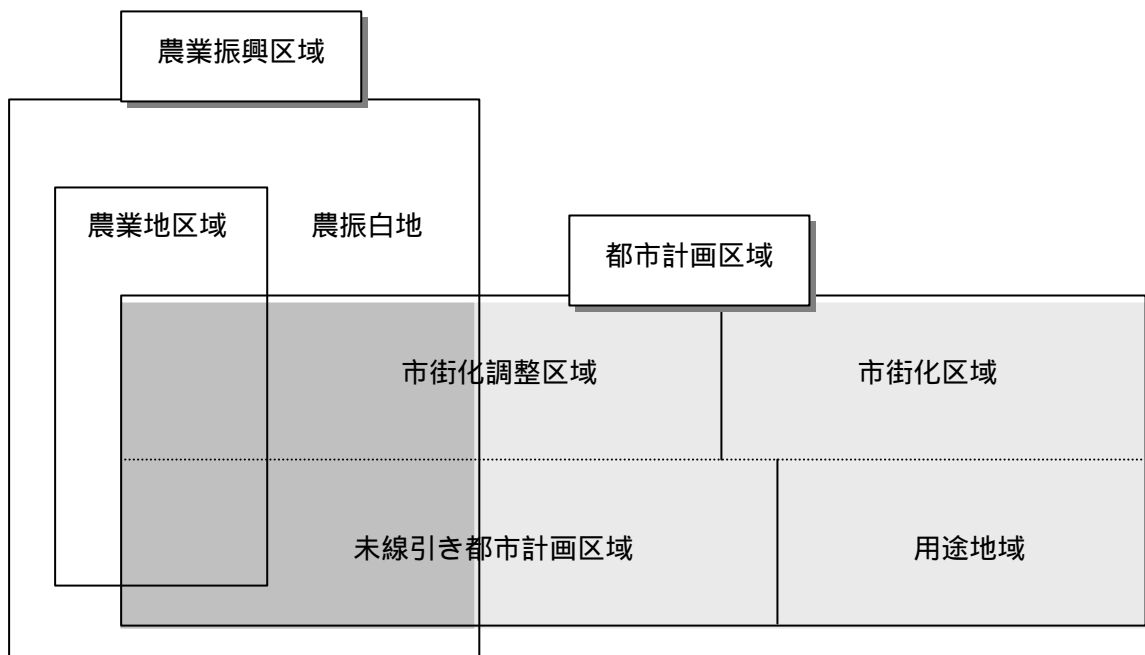 農業振興区域
農業地区域
農振白地
都市計画区域
市街化調整区域
市街化区域
未線引き都市計画区域
用途地域